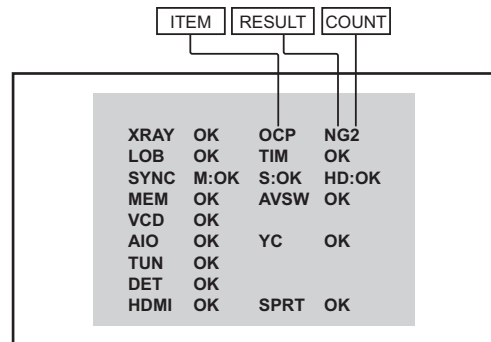 ITEM RESULT COUNT
XRAY OK OCP NG2
LOB OK TIM OK
SYNC M:OK S:OK HD:OK
MEM OK AVSW OK
VCD OK
AIO OK YC OK
TUN OK
DET OK
HDMI OK SPRT OK